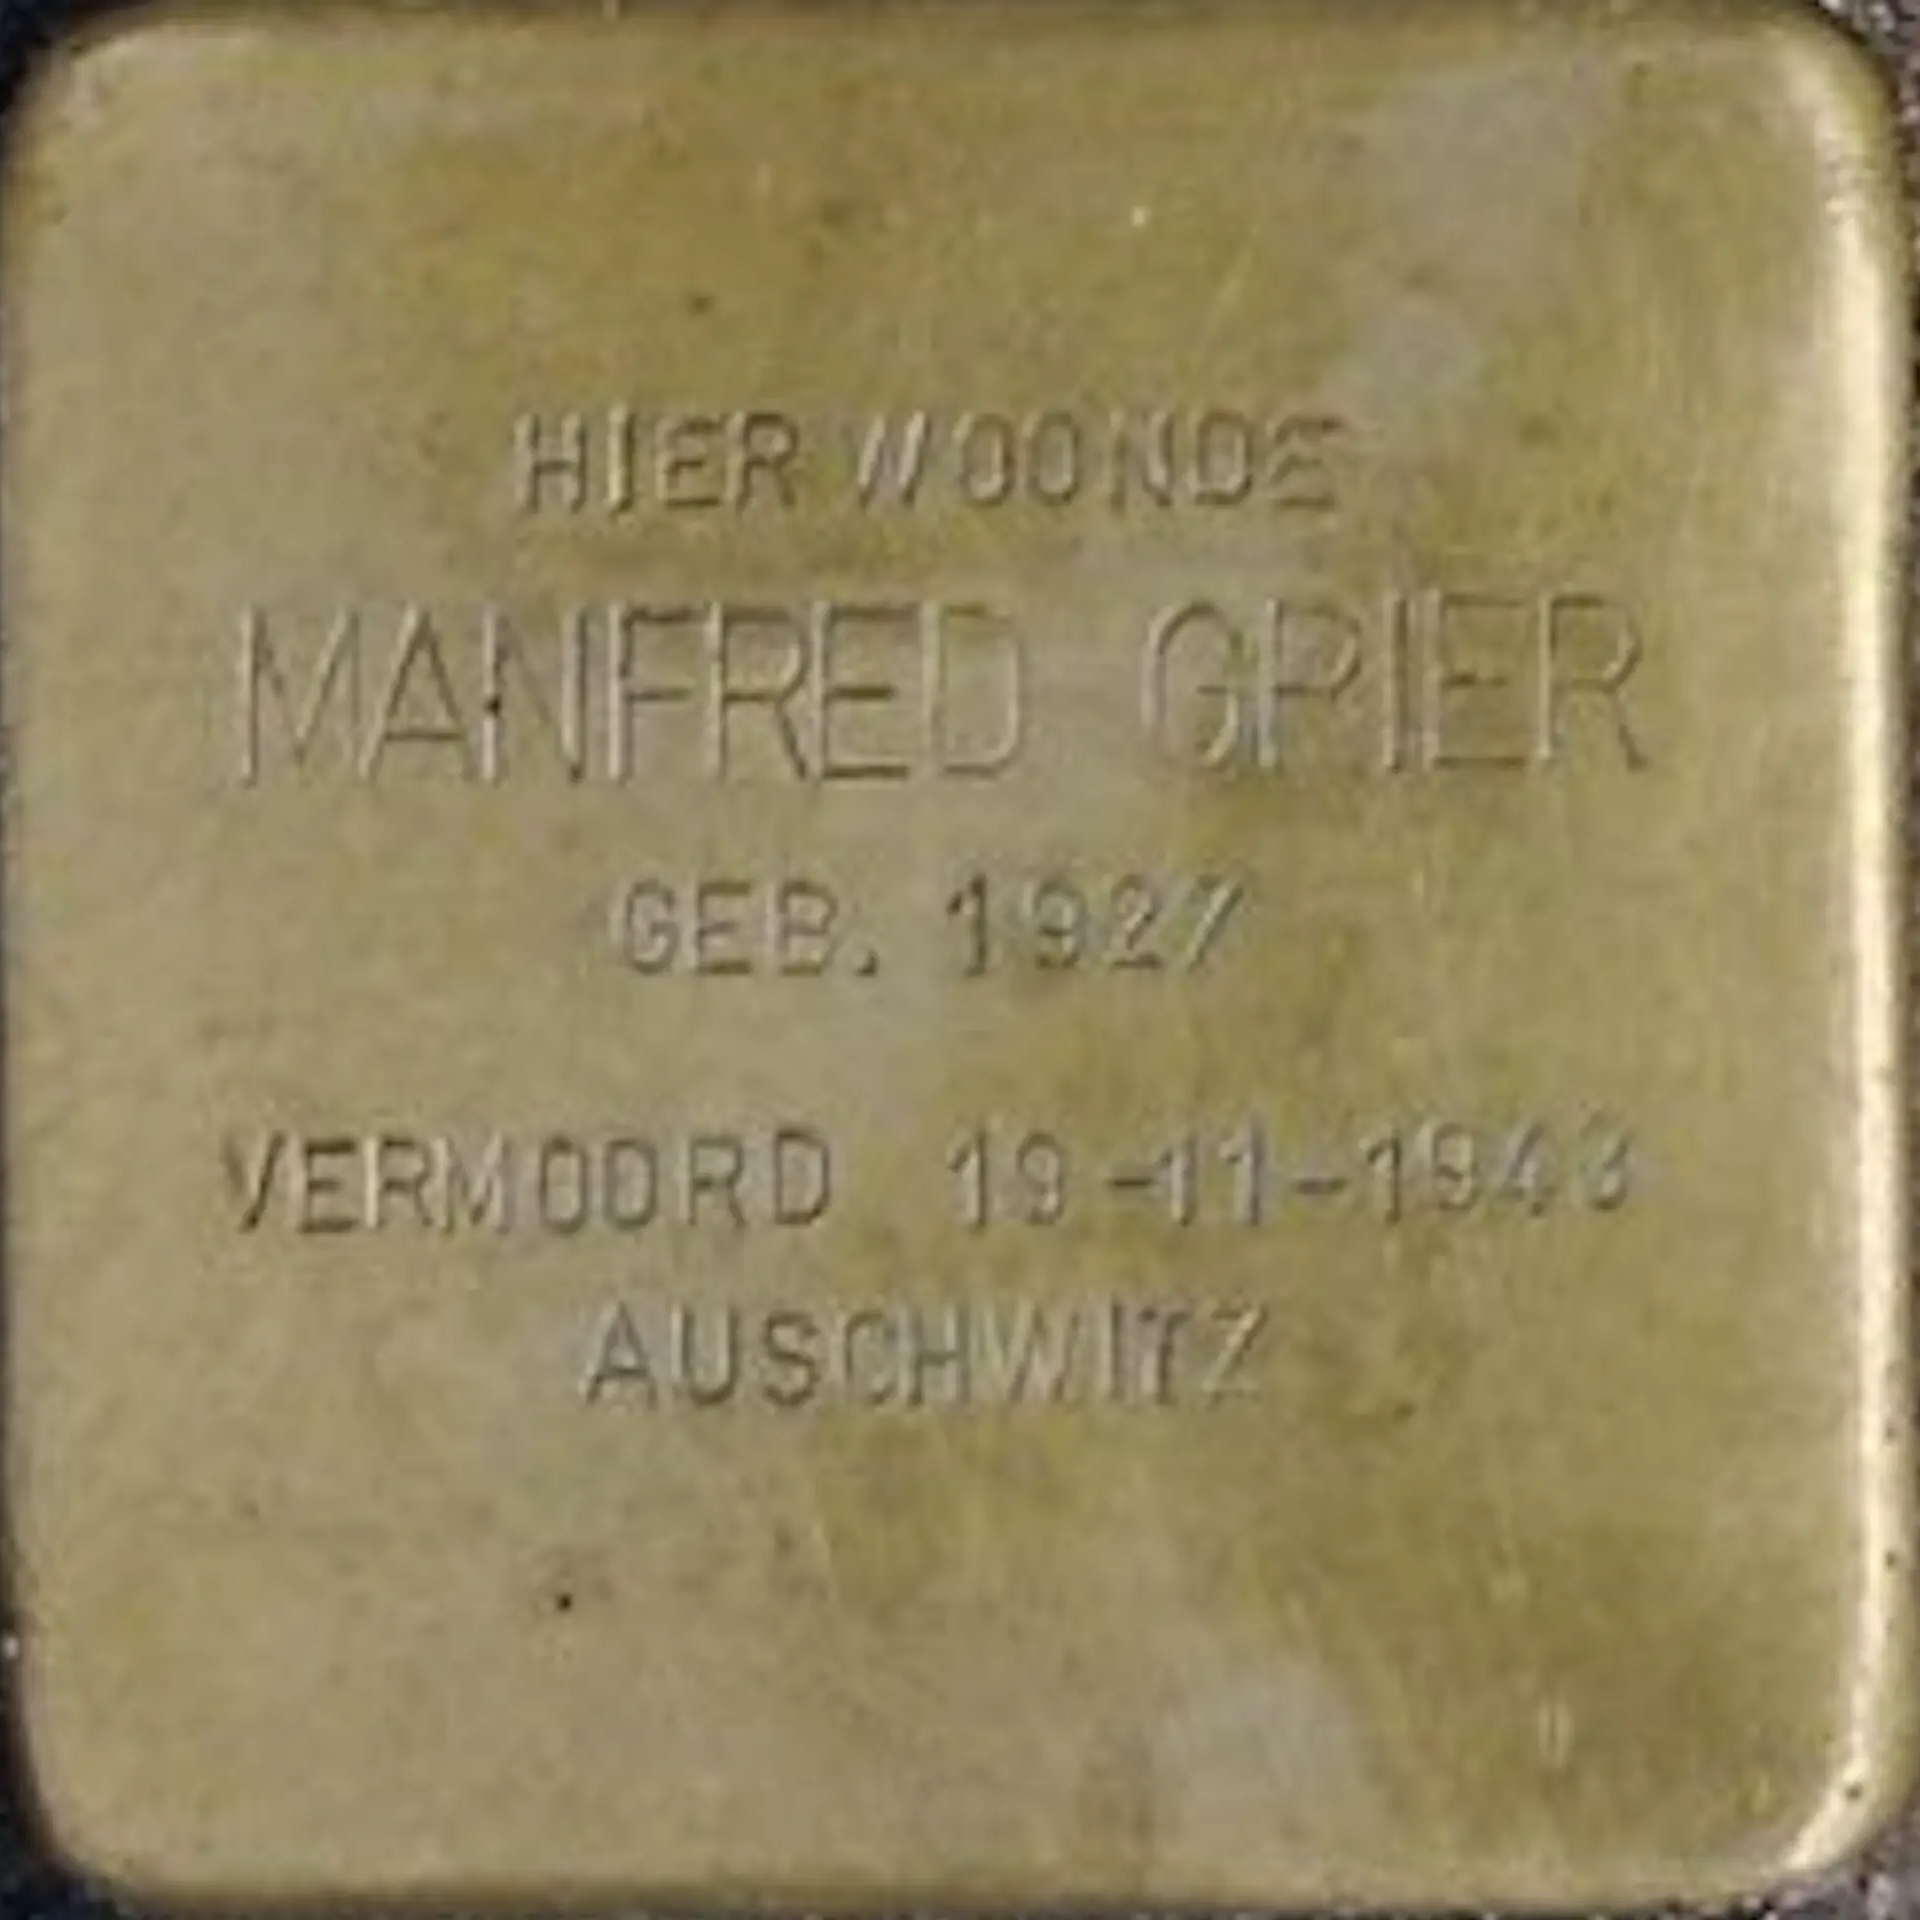 HIER WOONDE
MANFRED GRIER
GEB. 1927
VERMOORD 19-11-1943
AUSCHWITZ